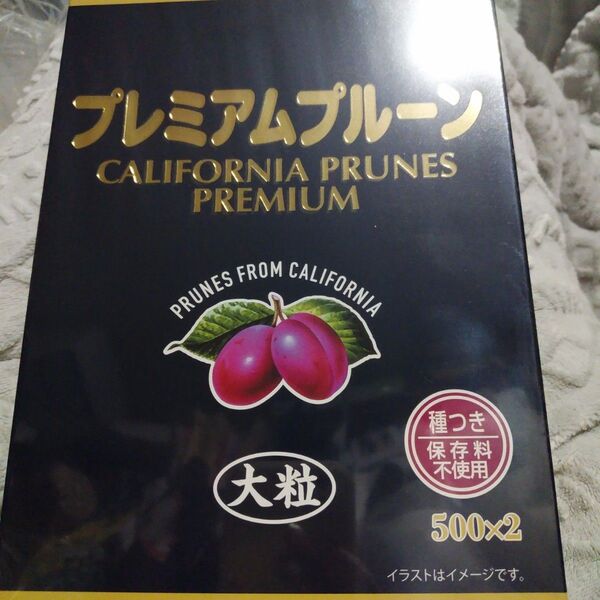 プレミアムプルーン
CALIFORNIA PRUNES
PREMIUM
PRUNES FROM CALIFORNIA
種つき
保存料
不使用
大粒
500×2
イラストはイメージです。